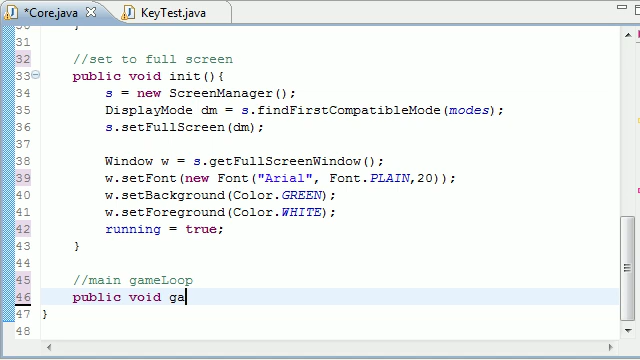 *Core.java KeyTest.java
31
32 //set to full screen
33 public void init(){
34 s = new ScreenManager();
35 DisplayMode dm = s.findFirstCompatibleMode(modes);
36 s.setFullScreen(dm);
37
38 Window w = s.getFullScreenWindow();
39 w.setFont(new Font("Arial", Font.PLAIN,20));
40 w.setBackground(Color.GREEN);
41 w.setForeground(Color.WHITE);
42 running = true;
43 }
44
45 //main gameLoop
46 public void ga
47 }
48